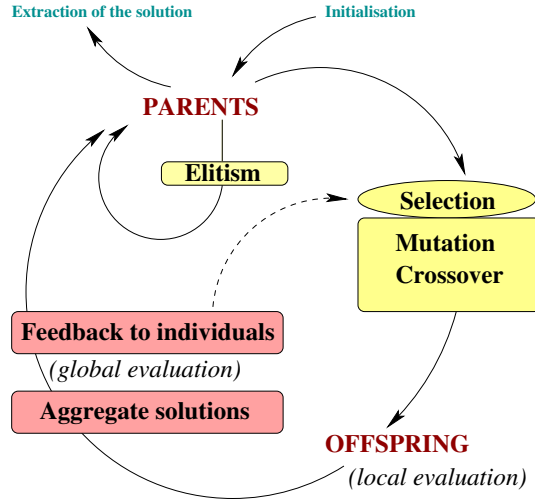 Extraction of the solution
Initialisation
PARENTS
Elitism
Selection
Mutation
Crossover
Feedback to individuals
(global evaluation)
Aggregate solutions
OFFSPRING
(local evaluation)